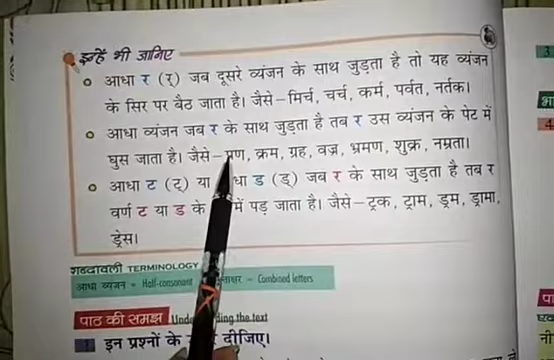 इन्हें भी जानिए
आधा र (र्) जब दूसरे व्यंजन के साथ जुड़ता है तो यह व्यंजन
के सिर पर बैठ जाता है। जैसे–मिर्च, चर्च, कर्म, पर्वत, नर्तक।
आधा व्यंजन जब र के साथ जुड़ता है तब र उस व्यंजन के पेट में
घुस जाता है। जैसे– क्रम, ग्रह, वज्र, भ्रमण, शुक्र, नम्रता।
आधा ट (ट्) या ड (ड्) जब र के साथ जुड़ता है तब र
वर्ण ट या ड के में पड़ जाता है। जैसे–ट्रक, ट्राम, ड्रम, ड्रामा,
ड्रेस।
शब्दावली TERMINOLOGY
आधा व्यंजन = Half-consonant – Combined letters
पाठ की समझ the text
इन प्रश्नों के दीजिए।
4
3